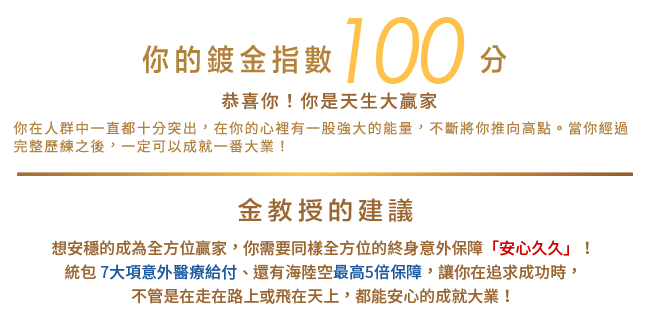 你的鍍金指數100分
恭喜你！你是天生大贏家
你在人群中一直都十分突出，在你的心裡有一股強大的能量，不斷將你推向高點。當你經過
完整歷練之後，一定可以成就一番大業！
金教授的建議
想安穩的成為全方位贏家，你需要同樣全方位的終身意外保障「安心久久」！
統包 7大項意外醫療給付、還有海陸空最高5倍保障，讓你在追求成功時，
不管是在走在路上或飛在天上，都能安心的成就大業！